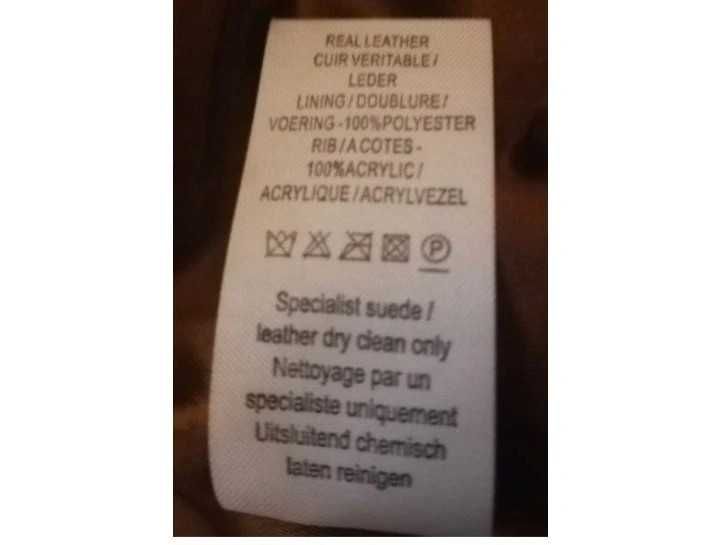 REAL LEATHER
CUIR VERITABLE /
LEDER
LINING / DOUBLURE /
VOERING -100%POLYESTER
RIB / A COTES -
100%ACRYLIC /
ACRYLIQUE / ACRYLVEZEL
P
Specialist suede /
leather dry clean only
Nettoyage par un
specialiste uniquement
Uitsluitend chemisch
laten reinigen